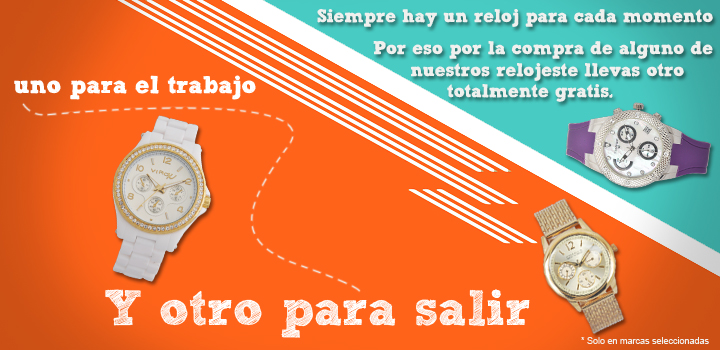 Siempre hay un reloj para cada momento
Por eso por la compra de alguno de
nuestros relojeste llevas otro
totalmente gratis.
uno para el trabajo
Y otro para salir
* Solo en marcas seleccionadas